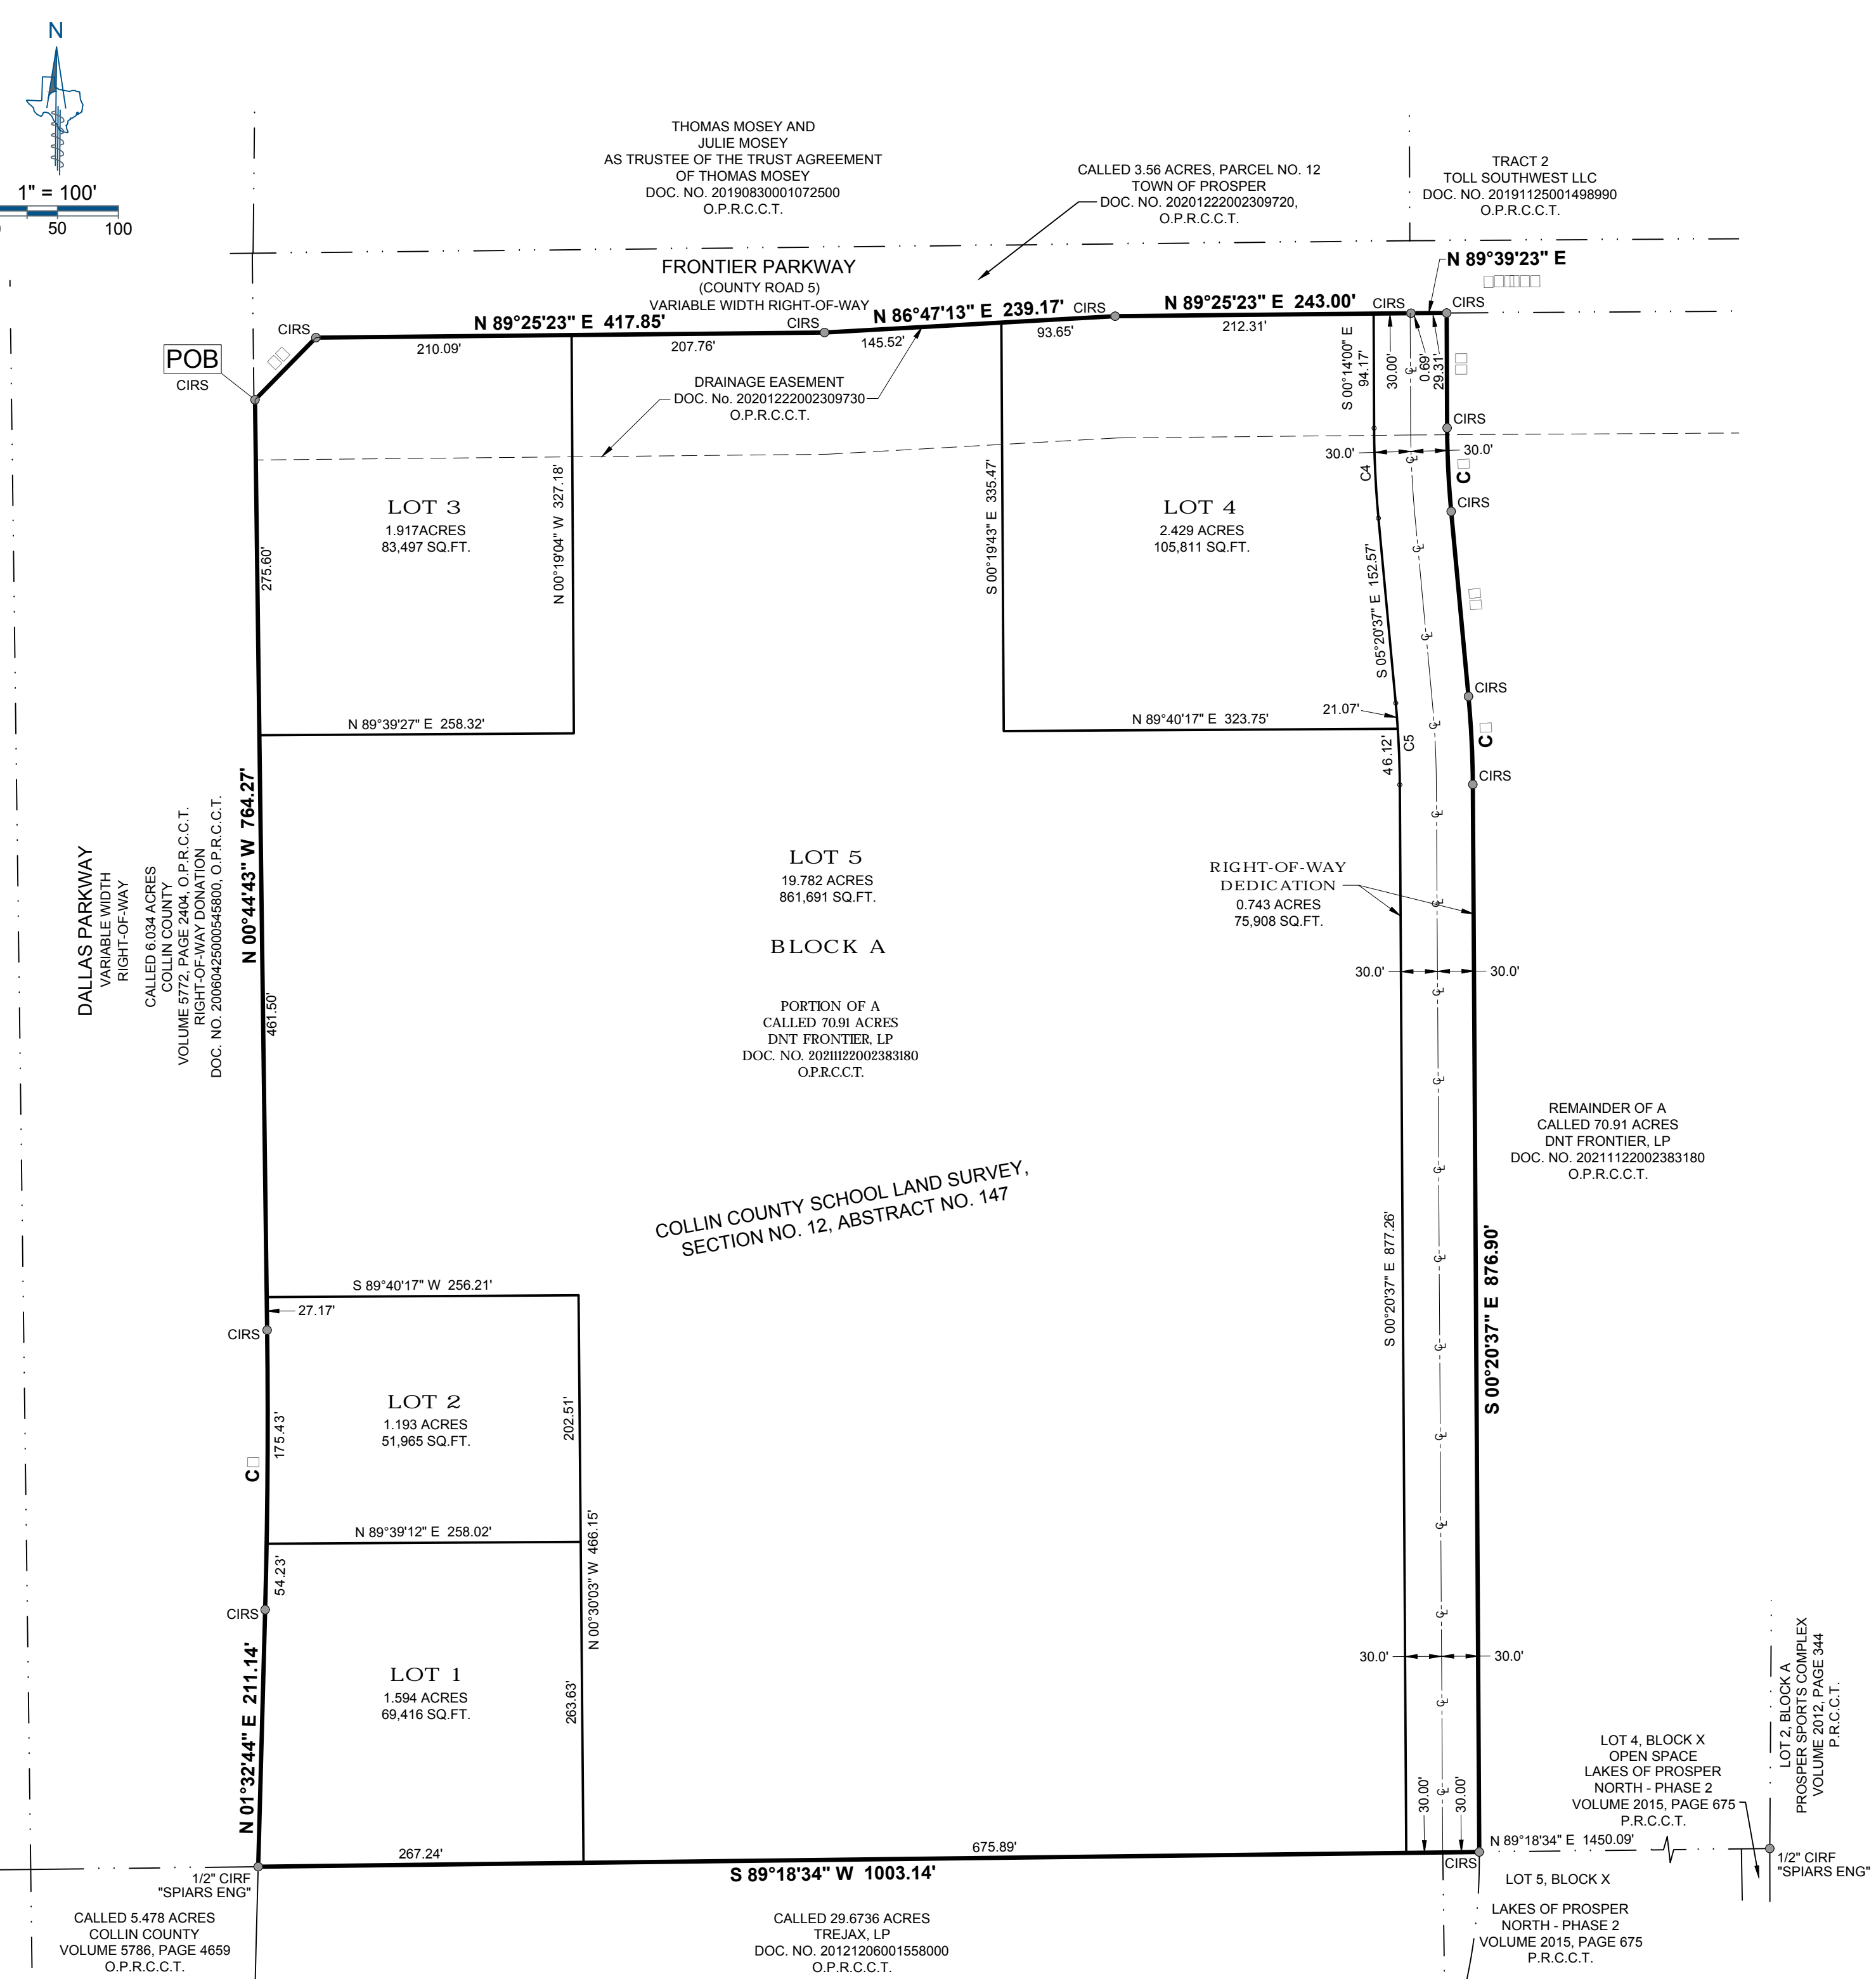 N
1" = 100'
50
100
THOMAS MOSEY AND
JULIE MOSEY
AS TRUSTEE OF THE TRUST AGREEMENT
OF THOMAS MOSEY
DOC. NO. 20190830001072500
O.P.R.C.C.T.
CALLED 3.56 ACRES, PARCEL NO. 12
TOWN OF PROSPER
DOC. NO. 20201222002309720,
O.P.R.C.C.T.
TRACT 2
TOLL SOUTHWEST LLC
DOC. NO. 20191125001498990
O.P.R.C.C.T.
FRONTIER PARKWAY
(COUNTY ROAD 5)
VARIABLE WIDTH RIGHT-OF-WAY
N 89°39'23" E
CIRS
N 89°25'23" E 417.85'
CIRS
N 86°47'13" E 239.17'
CIRS
N 89°25'23" E 243.00'
CIRS
CIRS
POB
CIRS
210.09'
207.76'
145.52'
93.65'
212.31'
S 00°14'00" E
94.17'
30.00'
0.69'
29.31'
DRAINAGE EASEMENT
DOC. No. 20201222002309730
O.P.R.C.C.T.
CIRS
30.0'
30.0'
C4
C
CIRS
LOT 3
1.917ACRES
83,497 SQ.FT.
275.60'
N 00°19'04" W 327.18'
N 89°39'27" E 258.32'
S 00°19'43" E 335.47'
LOT 4
2.429 ACRES
105,811 SQ.FT.
S 05°20'37" E 152.57'
N 89°40'17" E 323.75'
21.07'
CIRS
C
46.12'
C5
CIRS
DALLAS PARKWAY
VARIABLE WIDTH
RIGHT-OF-WAY
CALLED 6.034 ACRES
COLLIN COUNTY
VOLUME 5772, PAGE 2404, O.P.R.C.C.T.
RIGHT-OF-WAY DONATION
DOC. NO. 20060425000545800, O.P.R.C.C.T.
N 00°44'43" W 764.27'
461.50'
LOT 5
19.782 ACRES
861,691 SQ.FT.
BLOCK A
PORTION OF A
CALLED 70.91 ACRES
DNT FRONTIER, LP
DOC. NO. 20211122002383180
O.P.R.C.C.T.
RIGHT-OF-WAY
DEDICATION
0.743 ACRES
75,908 SQ.FT.
30.0'
30.0'
REMAINDER OF A
CALLED 70.91 ACRES
DNT FRONTIER, LP
DOC. NO. 20211122002383180
O.P.R.C.C.T.
COLLIN COUNTY SCHOOL LAND SURVEY,
SECTION NO. 12, ABSTRACT NO. 147
S 00°20'37" E 877.26'
S 00°20'37" E 876.90'
S 89°40'17" W 256.21'
27.17'
CIRS
LOT 2
1.193 ACRES
51,965 SQ.FT.
175.43'
C
202.51'
N 89°39'12" E 258.02'
54.23'
CIRS
N 00°30'03" W 466.15'
LOT 1
1.594 ACRES
69,416 SQ.FT.
263.63'
N 01°32'44" E 211.14'
30.0'
30.0'
30.00'
30.00'
LOT 4, BLOCK X
OPEN SPACE
LAKES OF PROSPER
NORTH - PHASE 2
VOLUME 2015, PAGE 675
P.R.C.C.T.
LOT 2, BLOCK A
PROSPER SPORTS COMPLEX
VOLUME 2012, PAGE 344
P.R.C.C.T.
267.24'
675.89'
S 89°18'34" W 1003.14'
N 89°18'34" E 1450.09'
CIRS
1/2" CIRF
"SPIARS ENG"
1/2" CIRF
"SPIARS ENG"
LOT 5, BLOCK X
LAKES OF PROSPER
NORTH - PHASE 2
VOLUME 2015, PAGE 675
P.R.C.C.T.
CALLED 5.478 ACRES
COLLIN COUNTY
VOLUME 5786, PAGE 4659
O.P.R.C.C.T.
CALLED 29.6736 ACRES
TREJAX, LP
DOC. NO. 20121206001558000
O.P.R.C.C.T.